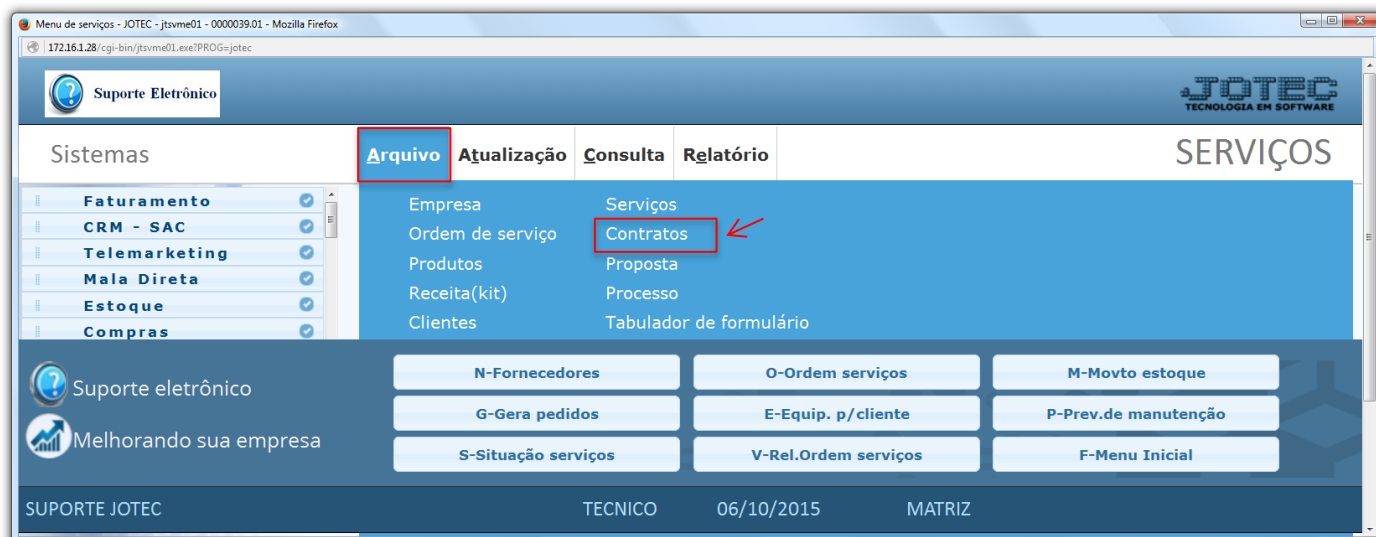 Menu de serviços - JOTEC - jtsvme01 - 0000039.01 - Mozilla Firefox
172.16.1.28/cgi-bin/jtsvme01.exe?PROG=jotec
Suporte Eletrônico
JOTEC
TECNOLOGIA EM SOFTWARE
Sistemas
Arquivo Atualização Consulta Relatório
SERVIÇOS
Faturamento
CRM - SAC
Telemarketing
Mala Direta
Estoque
Compras
Empresa Serviços
Ordem de serviço Contratos
Produtos Proposta
Receita(kit) Processo
Clientes Tabulador de formulário
Suporte eletrônico
Melhorando sua empresa
N-Fornecedores O-Ordem serviços M-Movto estoque
G-Gera pedidos E-Equip. p/cliente P-Prev.de manutenção
S-Situação serviços V-Rel.Ordem serviços F-Menu Inicial
SUPORTE JOTEC TECNICO 06/10/2015 MATRIZ